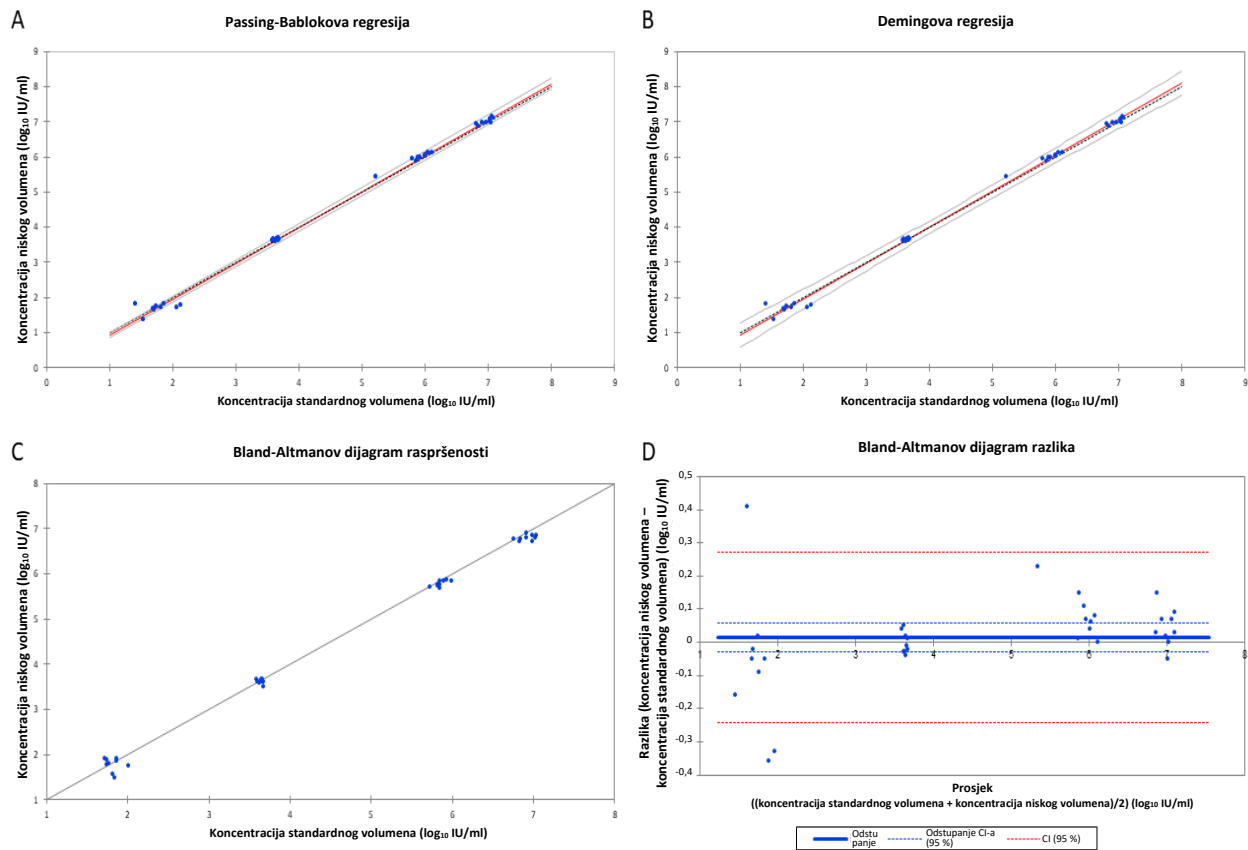 A
Passing-Bablokova regresija
Koncentracija niskog volumena (log₁₀ IU/ml)
9
8
7
6
5
4
3
2
1
0
0 1 2 3 4 5 6 7 8 9
Koncentracija standardnog volumena (log₁₀ IU/ml)
B
Demingova regresija
Koncentracija niskog volumena (log₁₀ IU/ml)
9
8
7
6
5
4
3
2
1
0
0 1 2 3 4 5 6 7 8 9
Koncentracija standardnog volumena (log₁₀ IU/ml)
C
Bland-Altmanov dijagram raspršenosti
Koncentracija niskog volumena (log₁₀ IU/ml)
8
7
6
5
4
3
2
1
1 2 3 4 5 6 7 8
Koncentracija standardnog volumena (log₁₀ IU/ml)
D
Bland-Altmanov dijagram razlika
Razlika (koncentracija niskog volumena –
koncentracija standardnog volumena) (log₁₀ IU/ml)
0,5
0,4
0,3
0,2
0,1
0
-0,1
-0,2
-0,3
-0,4
1 2 3 4 5 6 7 8
Prosjek
((koncentracija standardnog volumena + koncentracija niskog volumena)/2) (log₁₀ IU/ml)
Odstu
panje
Odstupanje CI-a
(95 %)
CI (95 %)